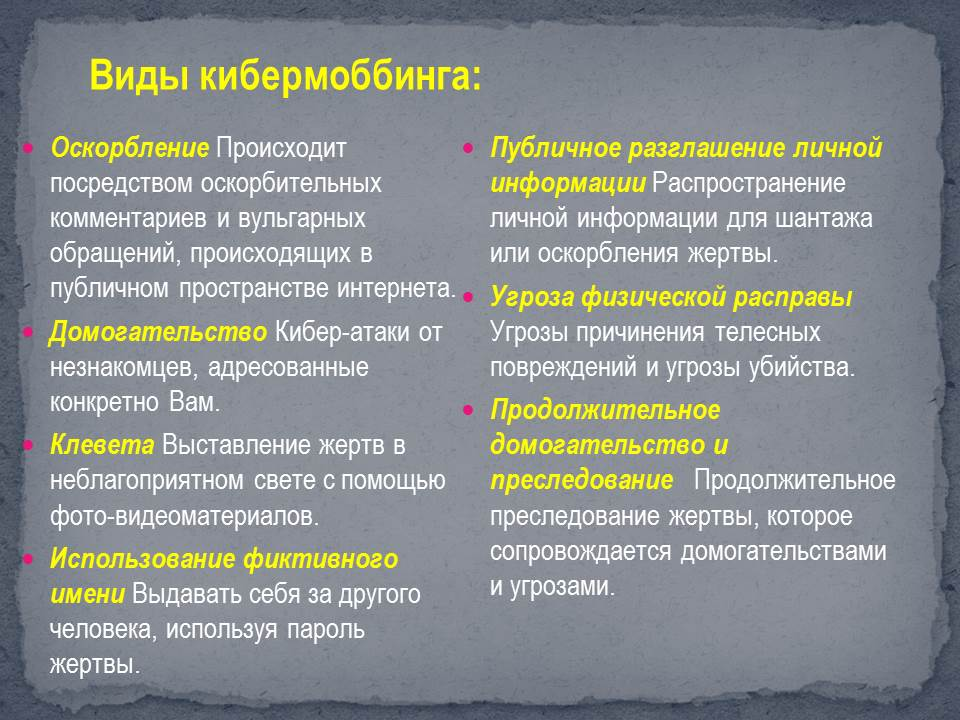 Виды кибермоббинга:
Оскорбление Происходит
посредством оскорбительных
комментариев и вульгарных
обращений, происходящих в
публичном пространстве интернета.
Домогательство Кибер-атаки от
незнакомцев, адресованные
конкретно Вам.
Клевета Выставление жертв в
неблагоприятном свете с помощью
фото-видеоматериалов.
Использование фиктивного
имени Выдавать себя за другого
человека, используя пароль
жертвы.
Публичное разглашение личной
информации Распространение
личной информации для шантажа
или оскорбления жертвы.
Угроза физической расправы
Угрозы причинения телесных
повреждений и угрозы убийства.
Продолжительное
домогательство и
преследование Продолжительное
преследование жертвы, которое
сопровождается домогательствами
и угрозами.